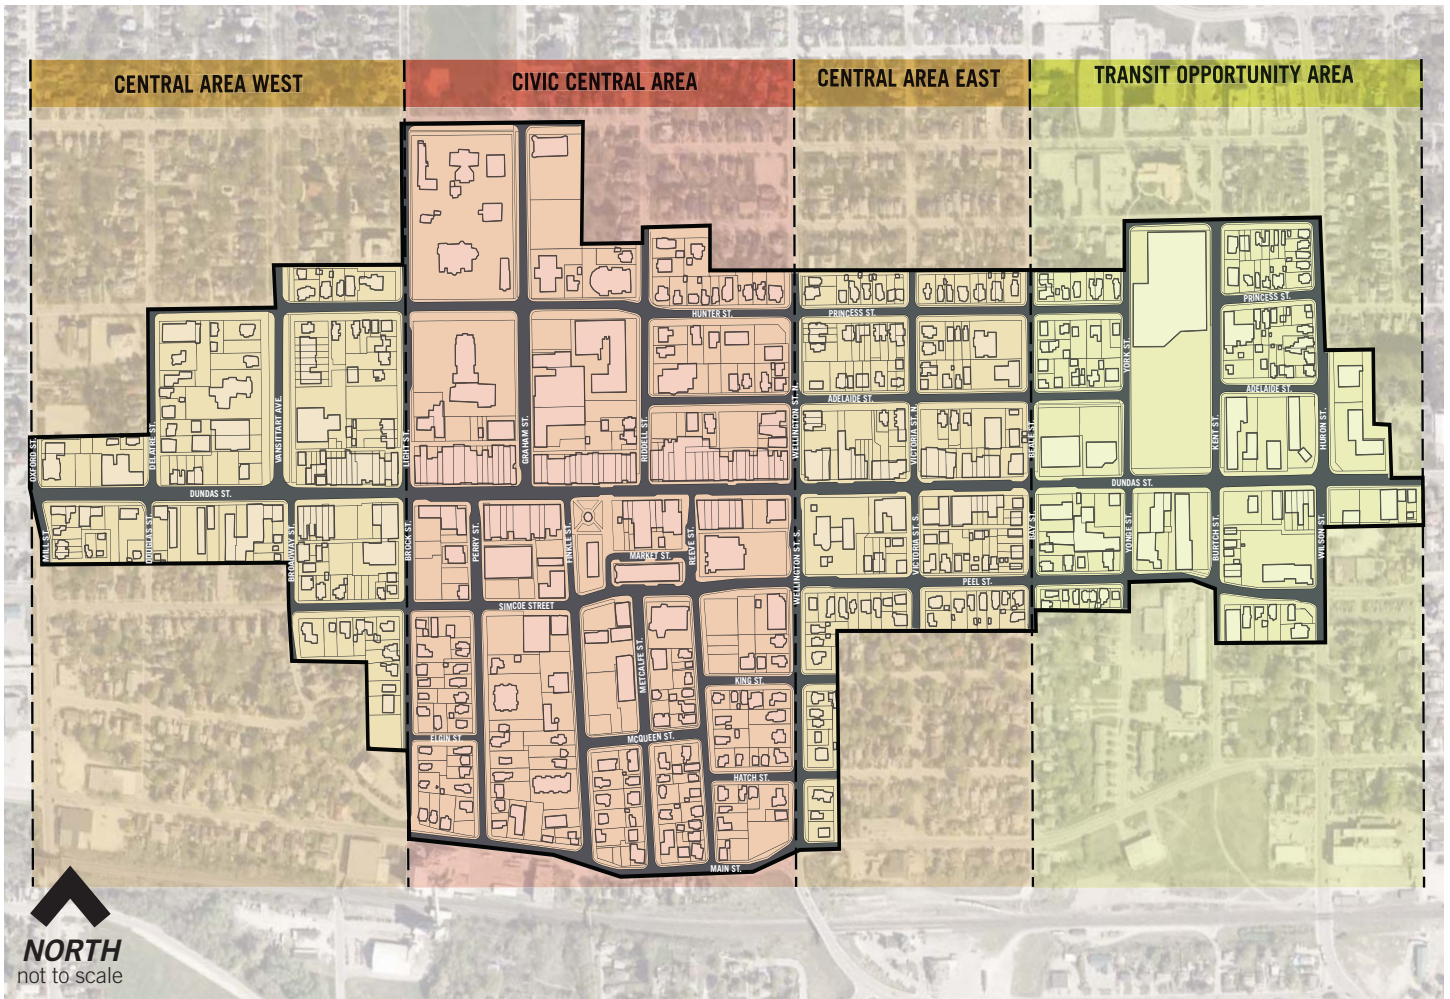 CENTRAL AREA WEST
CIVIC CENTRAL AREA
CENTRAL AREA EAST
TRANSIT OPPORTUNITY AREA
PRINCESS ST.
HUNTER ST.
PRINCESS ST.
YORK ST.
ADELAIDE ST.
ADELAIDE ST.
OXFORD ST.
DELATRE ST.
VANSITTART AVE.
LIGHT ST.
GRAHAM ST.
RIDDELL ST.
WELLINGTON ST. N.
VICTORIA ST. N.
BEALE ST.
KENT ST.
HURON ST.
DUNDAS ST.
DUNDAS ST.
MILL ST.
DOUGLAS ST.
BROADWAY ST.
BROCK ST.
PERRY ST.
FINKLE ST.
MARKET ST.
REEVE ST.
WELLINGTON ST. S.
VICTORIA ST. S.
BAY ST.
YONGE ST.
BURTCH ST.
WILSON ST.
PEEL ST.
SIMCOE STREET
METCALFE ST.
KING ST.
ELGIN ST.
MCQUEEN ST.
HATCH ST.
MAIN ST.
NORTH
not to scale